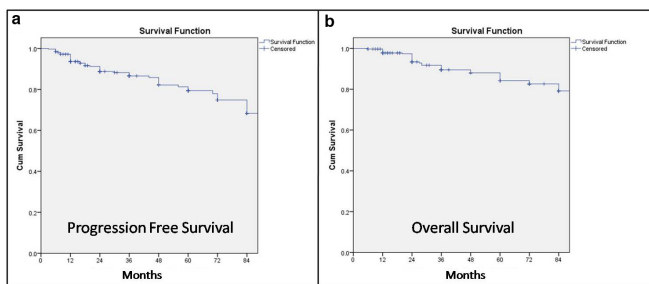 a
Survival Function
Survival Function
Censored
Cum Survival
1.0
0.8
0.6
0.4
0.2
0.0
Progression Free Survival
0 12 24 36 48 60 72 84
Months
b
Survival Function
Survival Function
Censored
Cum Survival
1.0
0.8
0.6
0.4
0.2
0.0
Overall Survival
0 12 24 36 48 60 72 84
Months